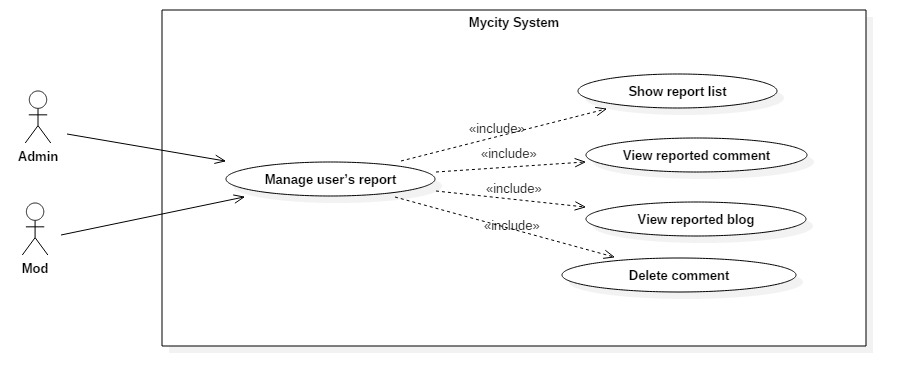 Mycity System
Show report list
«include»
Admin
«include»
View reported comment
Manage user's report
«include»
View reported blog
«include»
Mod
Delete comment